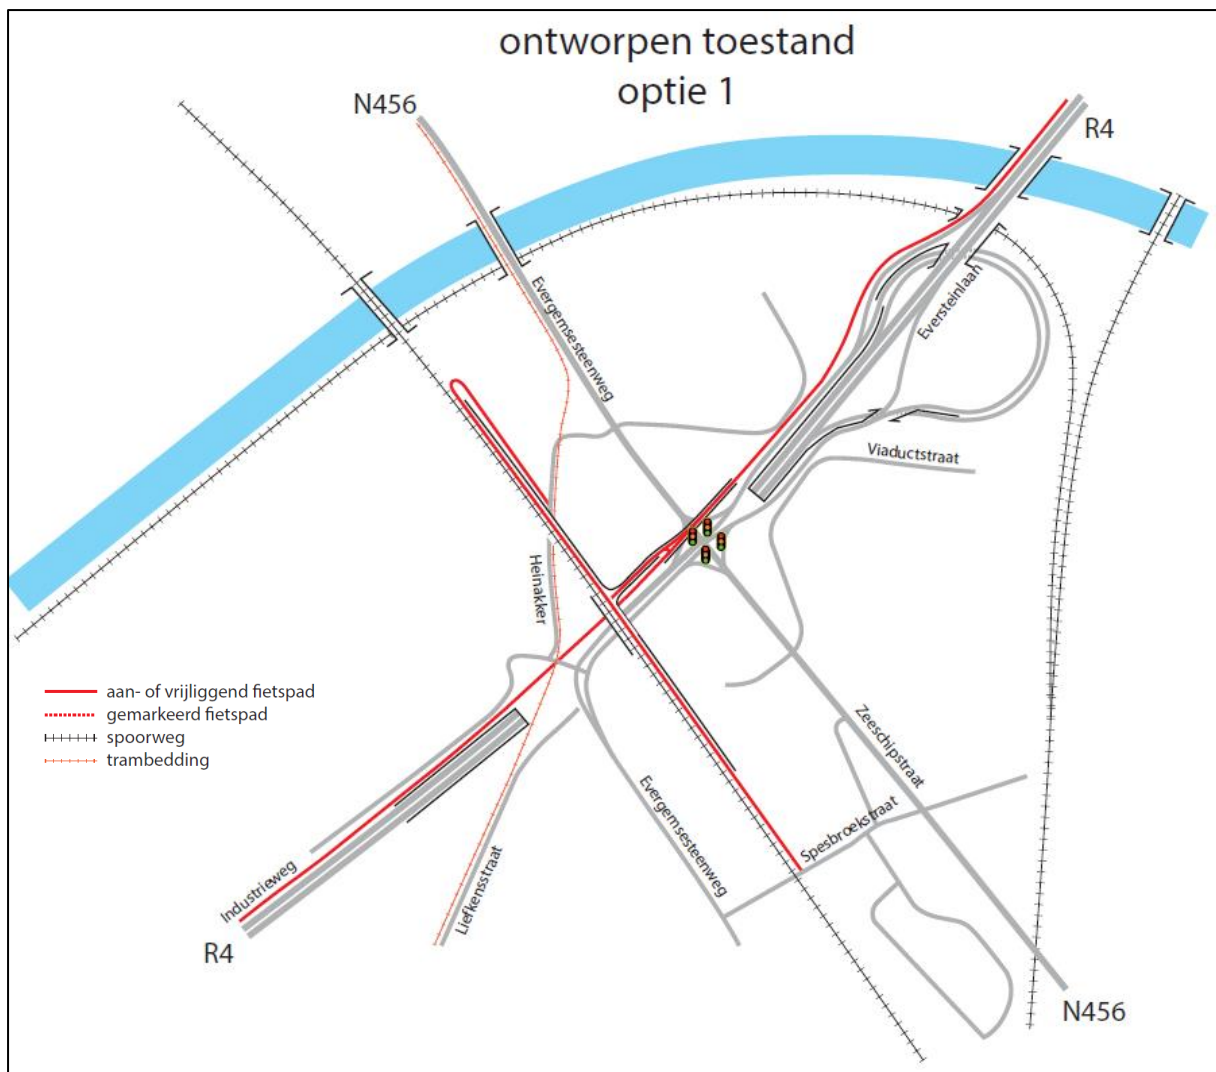 ontworpen toestand
optie 1
N456
R4
Evergemsesteenweg
Eversteinlaan
Viaductstraat
Heinakker
aan- of vrijliggend fietspad
gemarkeerd fietspad
spoorweg
trambedding
Zeeschipstraat
Evergemsesteenweg
Spesbroekstraat
Industrieweg
Liefkensstraat
R4
N456